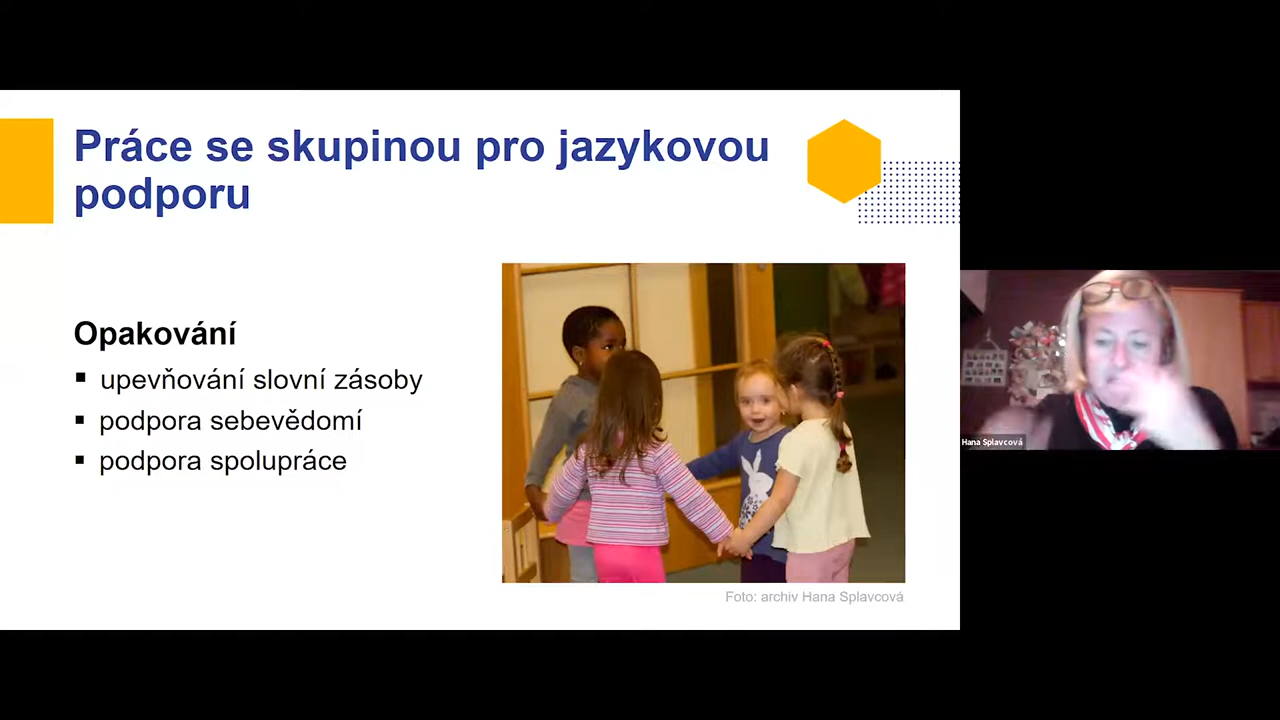 Práce se skupinou pro jazykovou
podporu
Opakování
▪ upevňování slovní zásoby
▪ podpora sebevědomí
▪ podpora spolupráce
Foto: archiv Hana Splavcová
Hana Splavcová